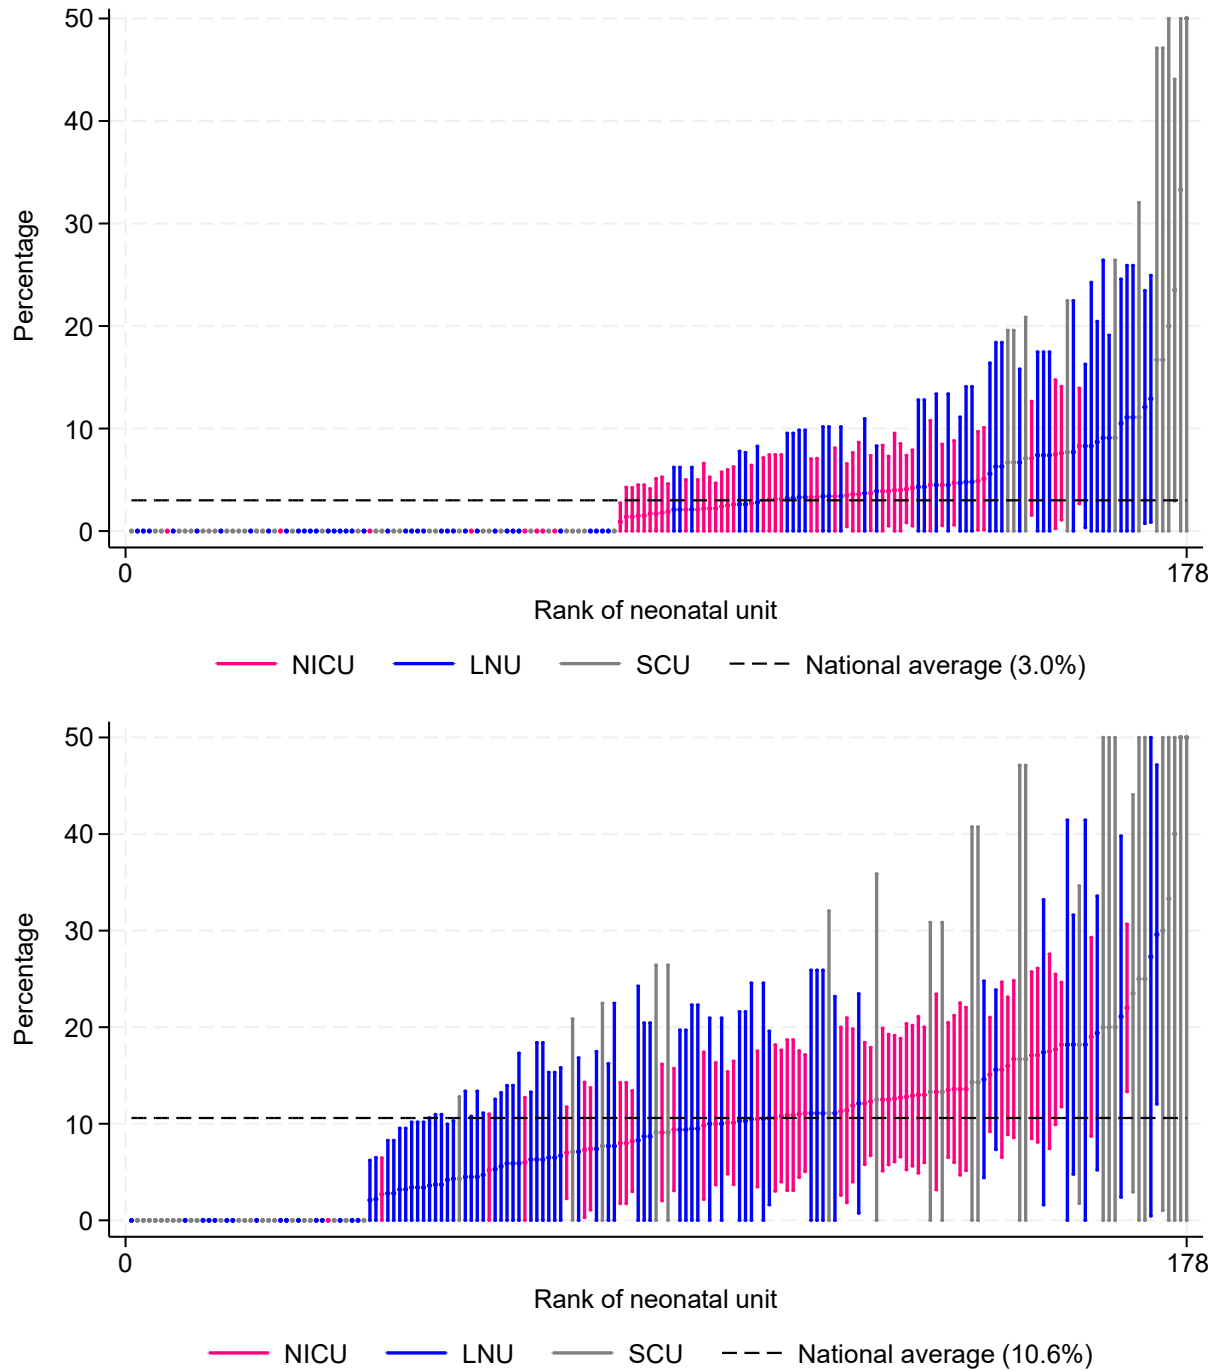 50
40
30
20
10
0
Percentage
0 178
Rank of neonatal unit
NICU LNU SCU National average (3.0%)
50
40
30
20
10
0
Percentage
0 178
Rank of neonatal unit
NICU LNU SCU National average (10.6%)